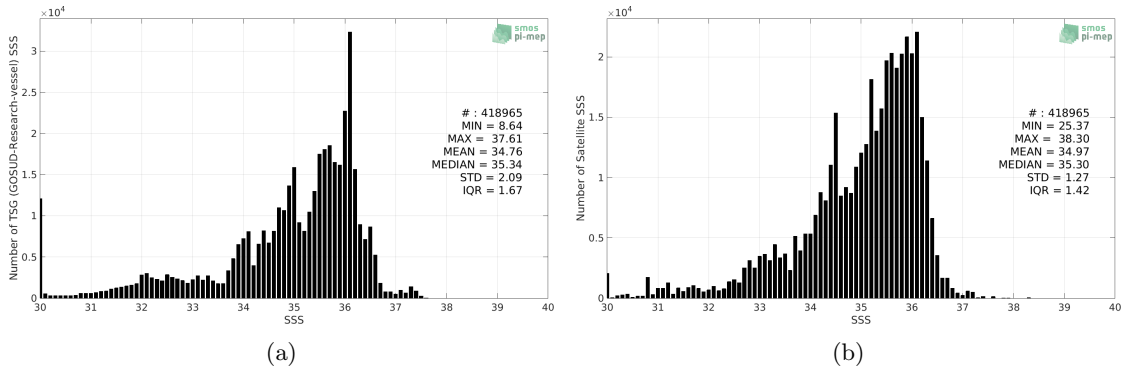 ×10⁴
smos
pi-mep
Number of TSG (GOSUD-Research-vessel) SSS
3
2.5
2
1.5
1
0.5
0
# : 418965
MIN = 8.64
MAX = 37.61
MEAN = 34.76
MEDIAN = 35.34
STD = 2.09
IQR = 1.67
30 31 32 33 34 35 36 37 38 39 40
SSS
(a)
×10⁴
smos
pi-mep
Number of Satellite SSS
2
1.5
1
0.5
0
# : 418965
MIN = 25.37
MAX = 38.30
MEAN = 34.97
MEDIAN = 35.30
STD = 1.27
IQR = 1.42
30 31 32 33 34 35 36 37 38 39 40
SSS
(b)